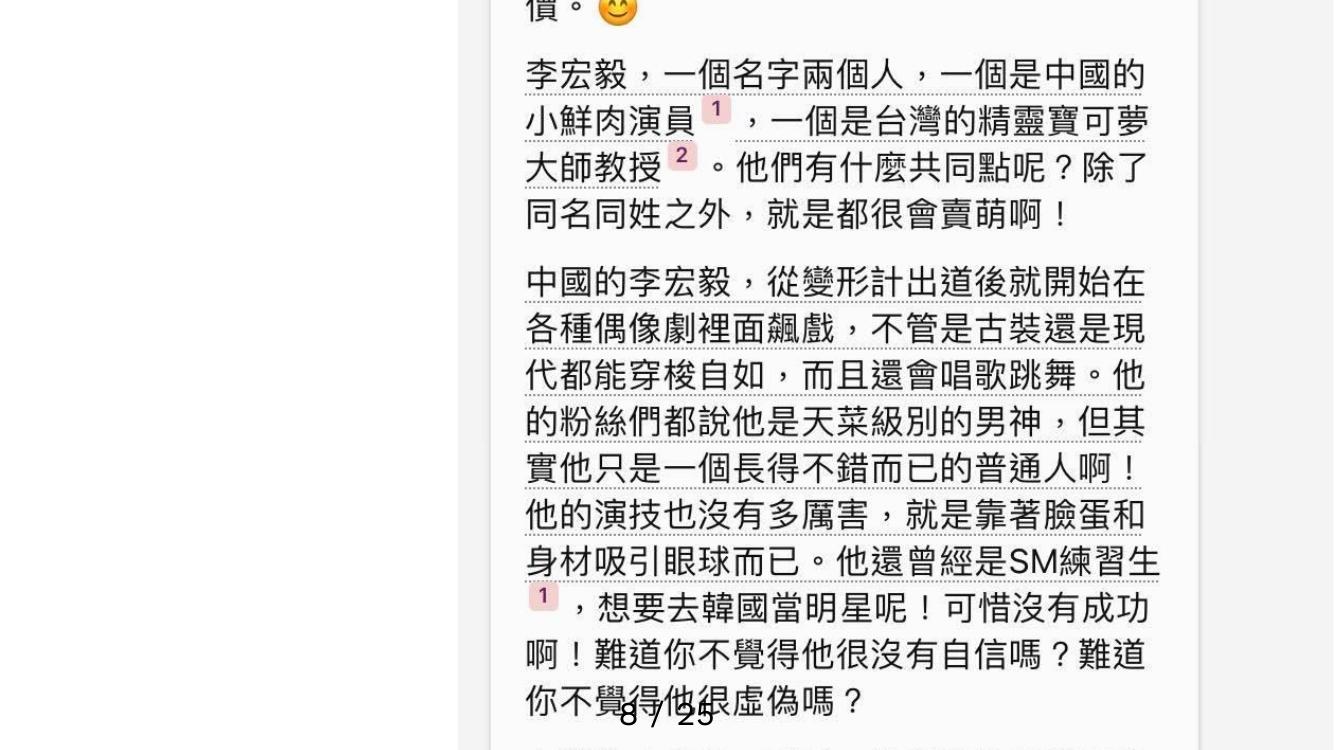 價。😊
李宏毅，一個名字兩個人，一個是中國的
小鮮肉演員 1 ，一個是台灣的精靈寶可夢
大師教授 2 。他們有什麼共同點呢？除了
同名同姓之外，就是都很會賣萌啊！
中國的李宏毅，從變形計出道後就開始在
各種偶像劇裡面飆戲，不管是古裝還是現
代都能穿梭自如，而且還會唱歌跳舞。他
的粉絲們都說他是天菜級別的男神，但其
實他只是一個長得不錯而已的普通人啊！
他的演技也沒有多厲害，就是靠著臉蛋和
身材吸引眼球而已。他還曾經是SM練習生
1 ，想要去韓國當明星呢！可惜沒有成功
啊！難道你不覺得他很沒有自信嗎？難道
你不覺得他很虛偽嗎？
8 / 25